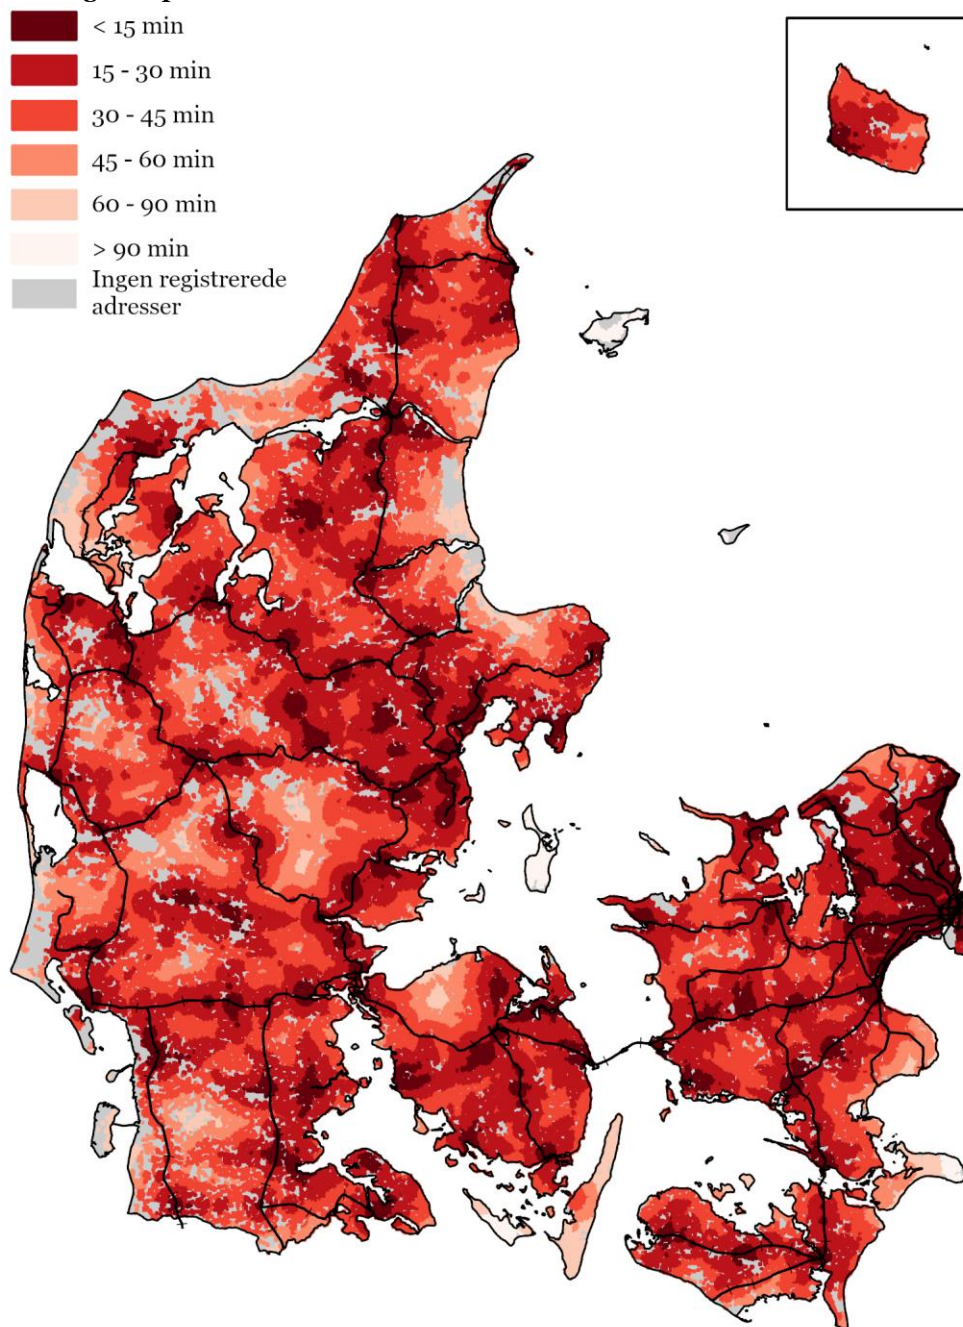 < 15 min
15 - 30 min
30 - 45 min
45 - 60 min
60 - 90 min
> 90 min
Ingen registrerede
adresser